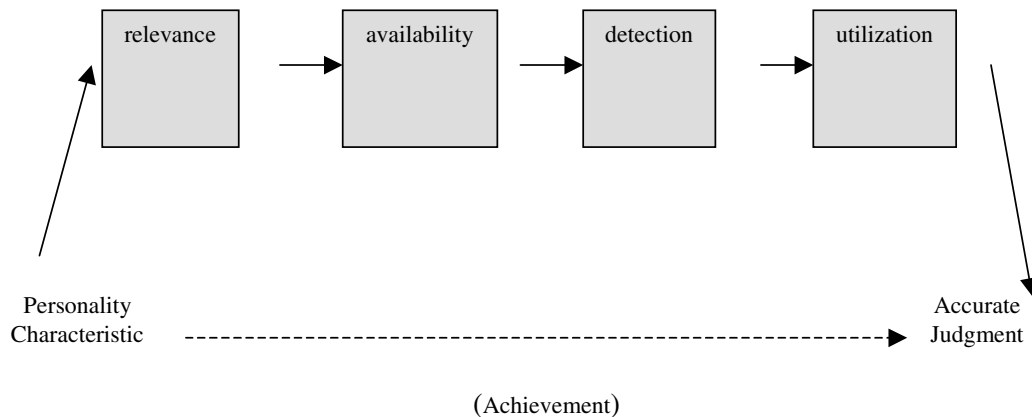 relevance
availability
detection
utilization
Personality
Characteristic
Accurate
Judgment
(Achievement)